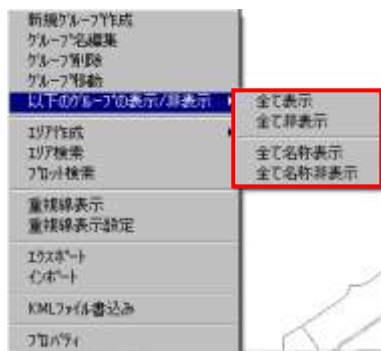 新規ｸﾞﾙｰﾌﾟ作成
ｸﾞﾙｰﾌﾟ名編集
ｸﾞﾙｰﾌﾟ削除
ｸﾞﾙｰﾌﾟ移動
以下のｸﾞﾙｰﾌﾟの表示/非表示
全て表示
全て非表示
全て名称表示
全て名称非表示
ｴﾘｱ作成
ｴﾘｱ検索
ﾌﾟﾛｯﾄ検索
重複線表示
重複線表示設定
ｴｸｽﾎﾟｰﾄ
ｲﾝﾎﾟｰﾄ
KMLﾌｧｲﾙ書込み
ﾌﾟﾛﾊﾟﾃｨ